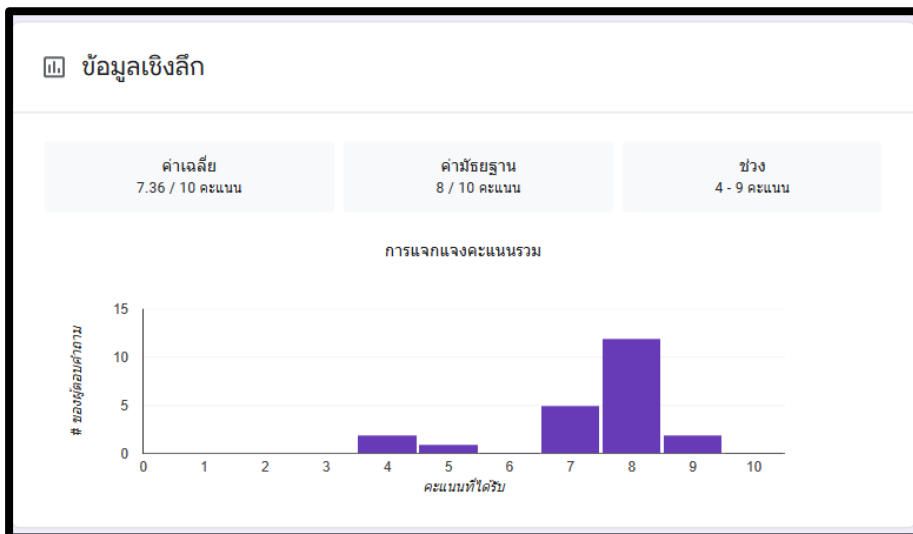 ข้อมูลเชิงลึก
ค่าเฉลี่ย
7.36 / 10 คะแนน
ค่ามัธยฐาน
8 / 10 คะแนน
ช่วง
4 - 9 คะแนน
การแจกแจงคะแนนรวม
# ของผู้ตอบคำถาม
15
10
5
0
0 1 2 3 4 5 6 7 8 9 10
คะแนนที่ได้รับ